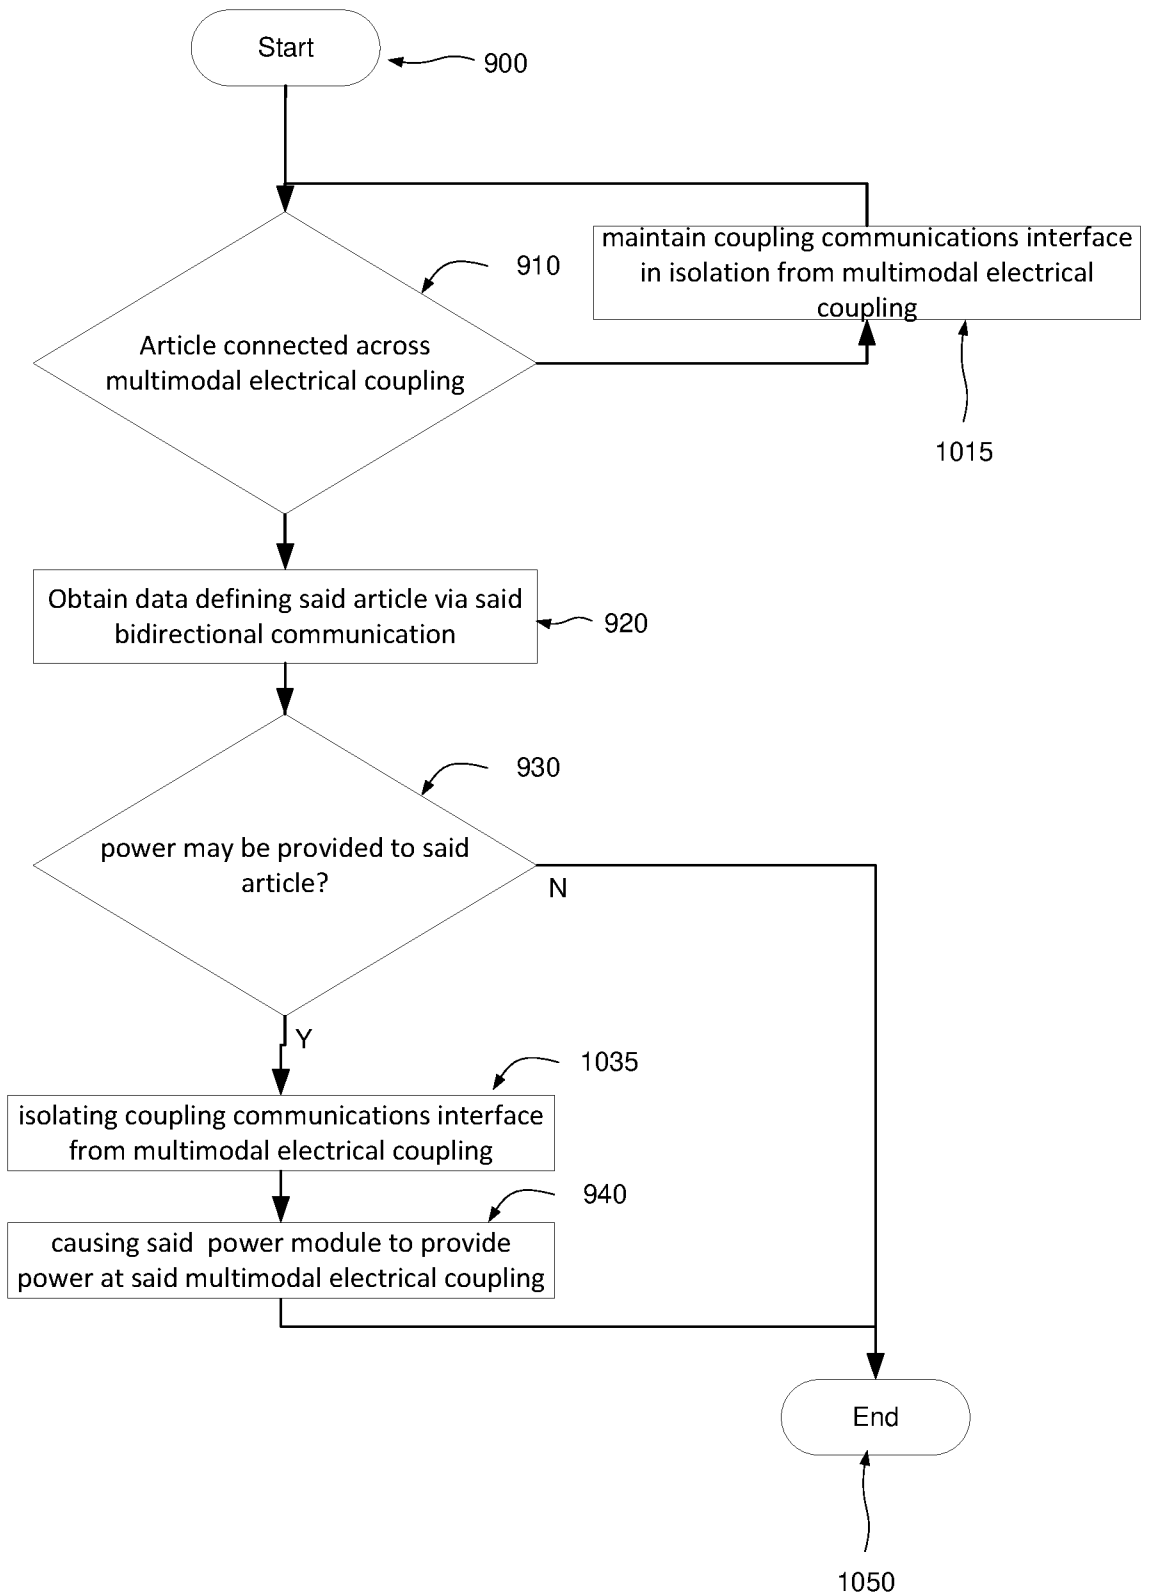 Start
900
910
maintain coupling communications interface
in isolation from multimodal electrical
coupling
Article connected across
multimodal electrical coupling
1015
Obtain data defining said article via said
bidirectional communication
920
930
power may be provided to said
article?
N
Y
1035
isolating coupling communications interface
from multimodal electrical coupling
940
causing said power module to provide
power at said multimodal electrical coupling
End
1050